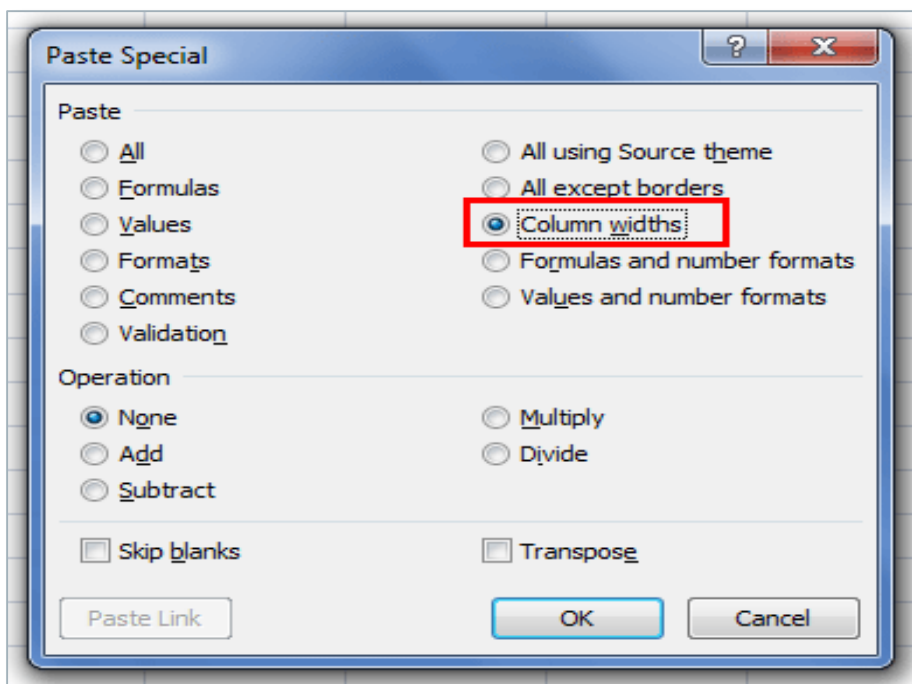 Paste Special
Paste
All
All using Source theme
Formulas
All except borders
Values
Column widths
Formats
Formulas and number formats
Comments
Values and number formats
Validation
Operation
None
Multiply
Add
Divide
Subtract
Skip blanks
Transpose
Paste Link
OK
Cancel